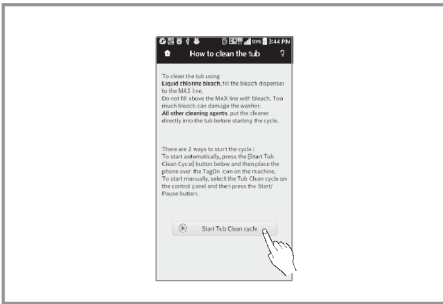 89% 3:44 PM
How to clean the tub ?
To clean the tub using:
Liquid chlorine bleach, fill the bleach dispenser
to the MAX line.
Do not fill above the MAX line with bleach. Too
much bleach can damage the washer.
All other cleaning agents, put the cleaner
directly into the tub before starting the cycle.
There are 2 ways to start the cycle :
To start automatically, press the [Start Tub
Clean Cycle] button below and then place the
phone over the TagOn icon on the machine.
To start manually, select the Tub Clean cycle on
the control panel and then press the Start/
Pause button.
Start Tub Clean cycle